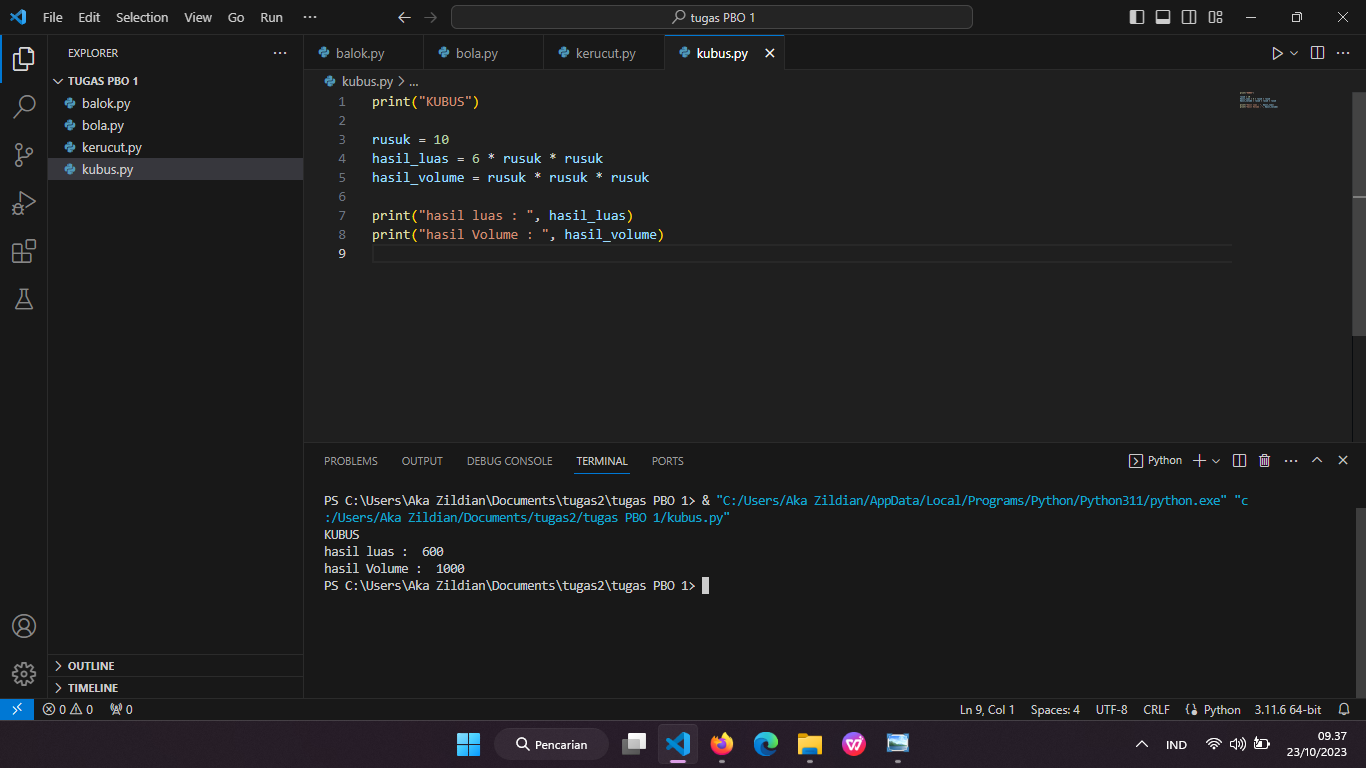 File Edit Selection View Go Run ··· tugas PBO 1
EXPLORER ···
TUGAS PBO 1
balok.py
bola.py
kerucut.py
kubus.py
OUTLINE
TIMELINE
balok.py bola.py kerucut.py kubus.py
kubus.py > ...
1 print("KUBUS")
2
3 rusuk = 10
4 hasil_luas = 6 * rusuk * rusuk
5 hasil_volume = rusuk * rusuk * rusuk
6
7 print("hasil luas : ", hasil_luas)
8 print("hasil Volume : ", hasil_volume)
9
PROBLEMS OUTPUT DEBUG CONSOLE TERMINAL PORTS Python
PS C:\Users\Aka Zildian\Documents\tugas2\tugas PBO 1> & "C:/Users/Aka Zildian/AppData/Local/Programs/Python/Python311/python.exe" "c
:/Users/Aka Zildian/Documents/tugas2/tugas PBO 1/kubus.py"
KUBUS
hasil luas :  600
hasil Volume :  1000
PS C:\Users\Aka Zildian\Documents\tugas2\tugas PBO 1>
0 0 0 Ln 9, Col 1 Spaces: 4 UTF-8 CRLF Python 3.11.6 64-bit
Pencarian IND 09.37
23/10/2023